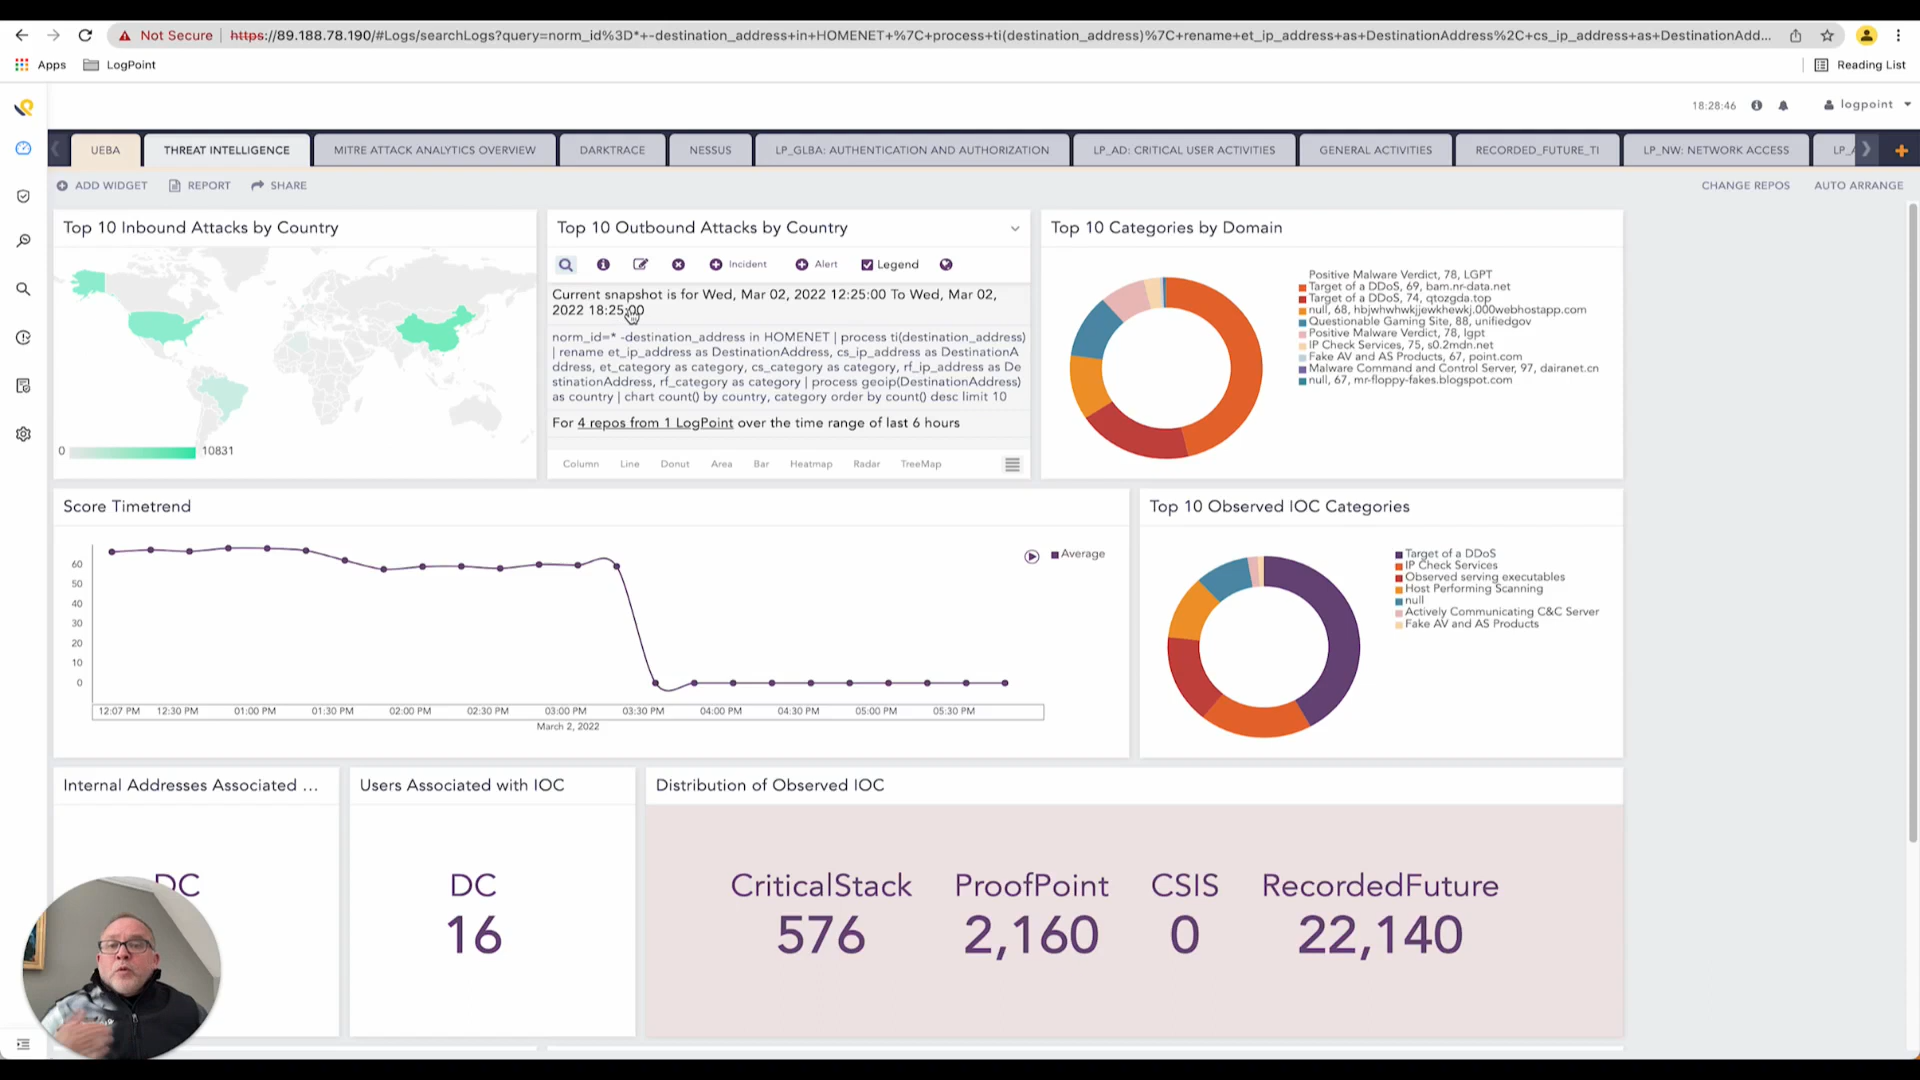 Not Secure
https://89.188.78.190/#Logs/searchLogs?query=norm_id%3D*+-destination_address+in+HOMENET+%7C+process+ti(destination_address)%7C+rename+et_ip_address+as+DestinationAddress%2C+cs_ip_address+as+DestinationAdd...
Apps
LogPoint
Reading List
18:28:46
logpoint
UEBA
THREAT INTELLIGENCE
MITRE ATTACK ANALYTICS OVERVIEW
DARKTRACE
NESSUS
LP_GLBA: AUTHENTICATION AND AUTHORIZATION
LP_AD: CRITICAL USER ACTIVITIES
GENERAL ACTIVITIES
RECORDED_FUTURE_TI
LP_NW: NETWORK ACCESS
ADD WIDGET
REPORT
SHARE
CHANGE REPOS
AUTO ARRANGE
Top 10 Inbound Attacks by Country
0
10831
Top 10 Outbound Attacks by Country
Incident
Alert
Legend
Current snapshot is for Wed, Mar 02, 2022 12:25:00 To Wed, Mar 02,
2022 18:25:00
norm_id=* -destination_address in HOMENET | process ti(destination_address)
| rename et_ip_address as DestinationAddress, cs_ip_address as DestinationA
ddress, et_category as category, cs_category as category, rf_ip_address as De
stinationAddress, rf_category as category | process geoip(DestinationAddress)
as country | chart count() by country, category order by count() desc limit 10
For 4 repos from 1 LogPoint over the time range of last 6 hours
Column
Line
Donut
Area
Bar
Heatmap
Radar
TreeMap
Top 10 Categories by Domain
Positive Malware Verdict, 78, LGPT
Target of a DDoS, 69, bam.nr-data.net
Target of a DDoS, 74, qtozgda.top
null, 68, hbjwhwhwkjjewkhewkj.000webhostapp.com
Questionable Gaming Site, 88, unifiedgov
Positive Malware Verdict, 78, lgpt
IP Check Services, 75, s0.2mdn.net
Fake AV and AS Products, 67, point.com
Malware Command and Control Server, 97, dairanet.cn
null, 67, mr-floppy-fakes.blogspot.com
Score Timetrend
Average
60
50
40
30
20
10
0
12:07 PM
12:30 PM
01:00 PM
01:30 PM
02:00 PM
02:30 PM
03:00 PM
03:30 PM
04:00 PM
04:30 PM
05:00 PM
05:30 PM
March 2, 2022
Top 10 Observed IOC Categories
Target of a DDoS
IP Check Services
Observed serving executables
Host Performing Scanning
null
Actively Communicating C&C Server
Fake AV and AS Products
Internal Addresses Associated ...
DC
Users Associated with IOC
DC
16
Distribution of Observed IOC
CriticalStack
576
ProofPoint
2,160
CSIS
0
RecordedFuture
22,140